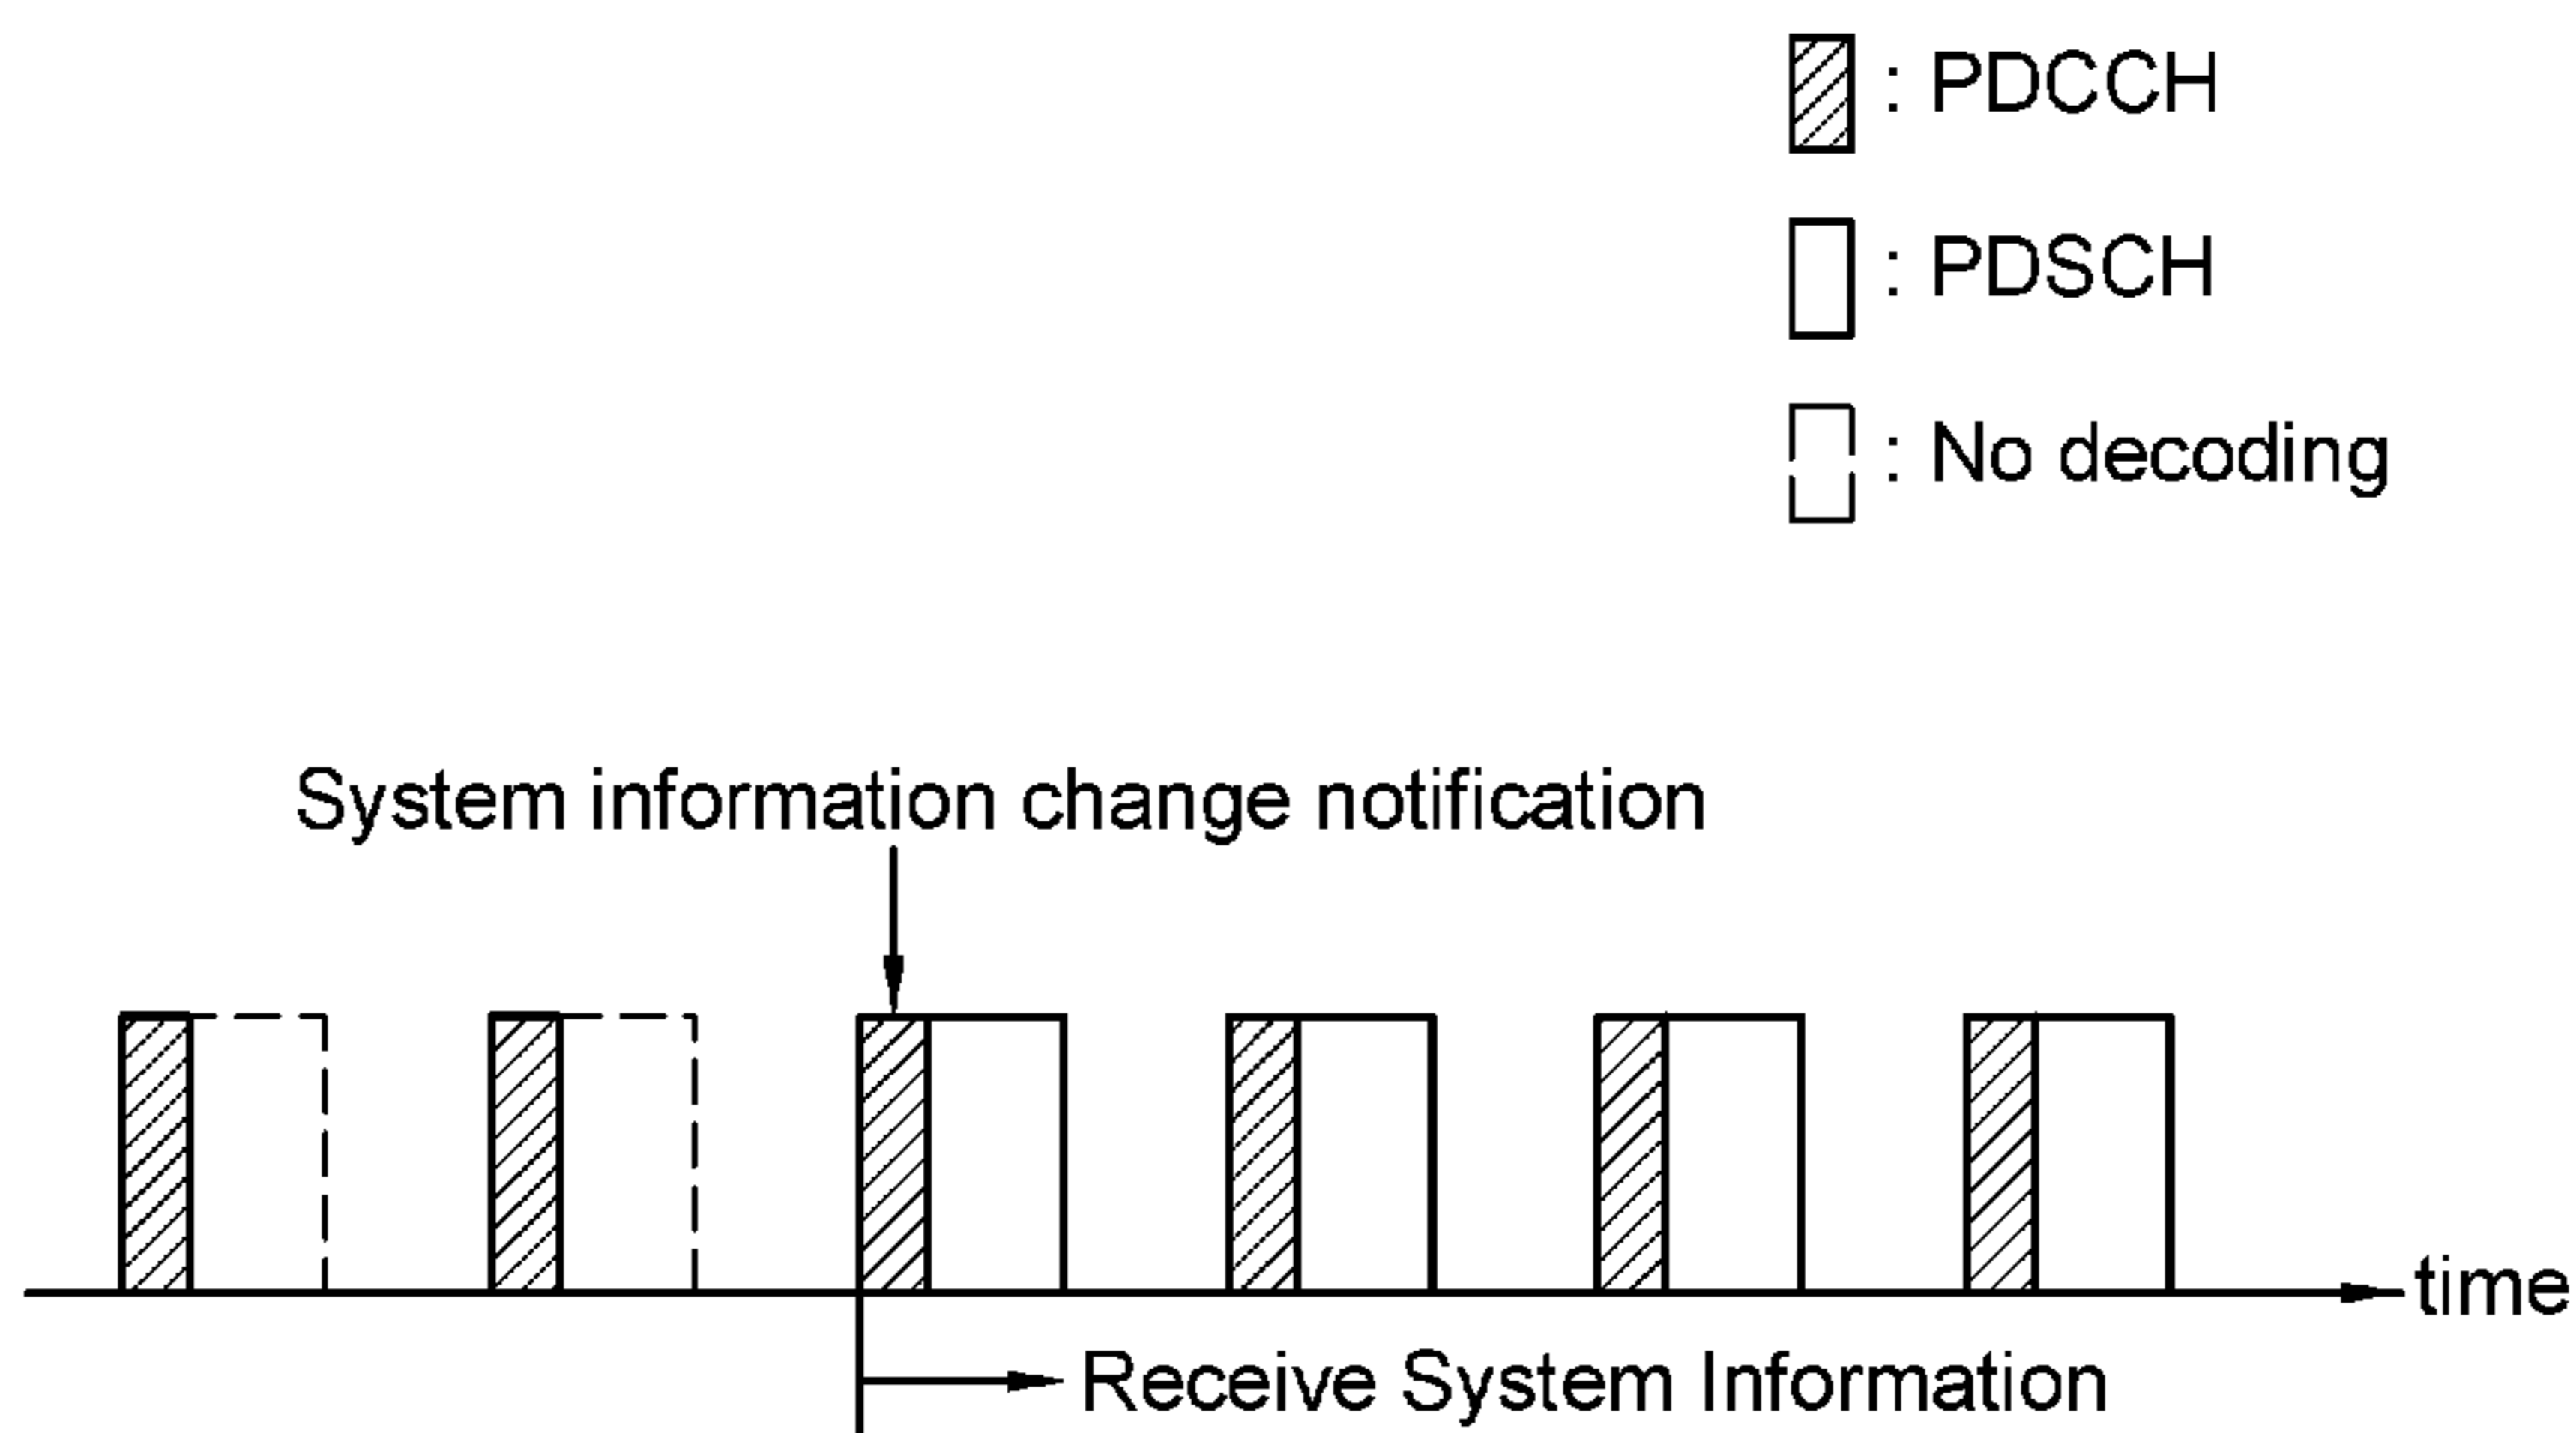 : PDCCH
: PDSCH
: No decoding
System information change notification
time
Receive System Information